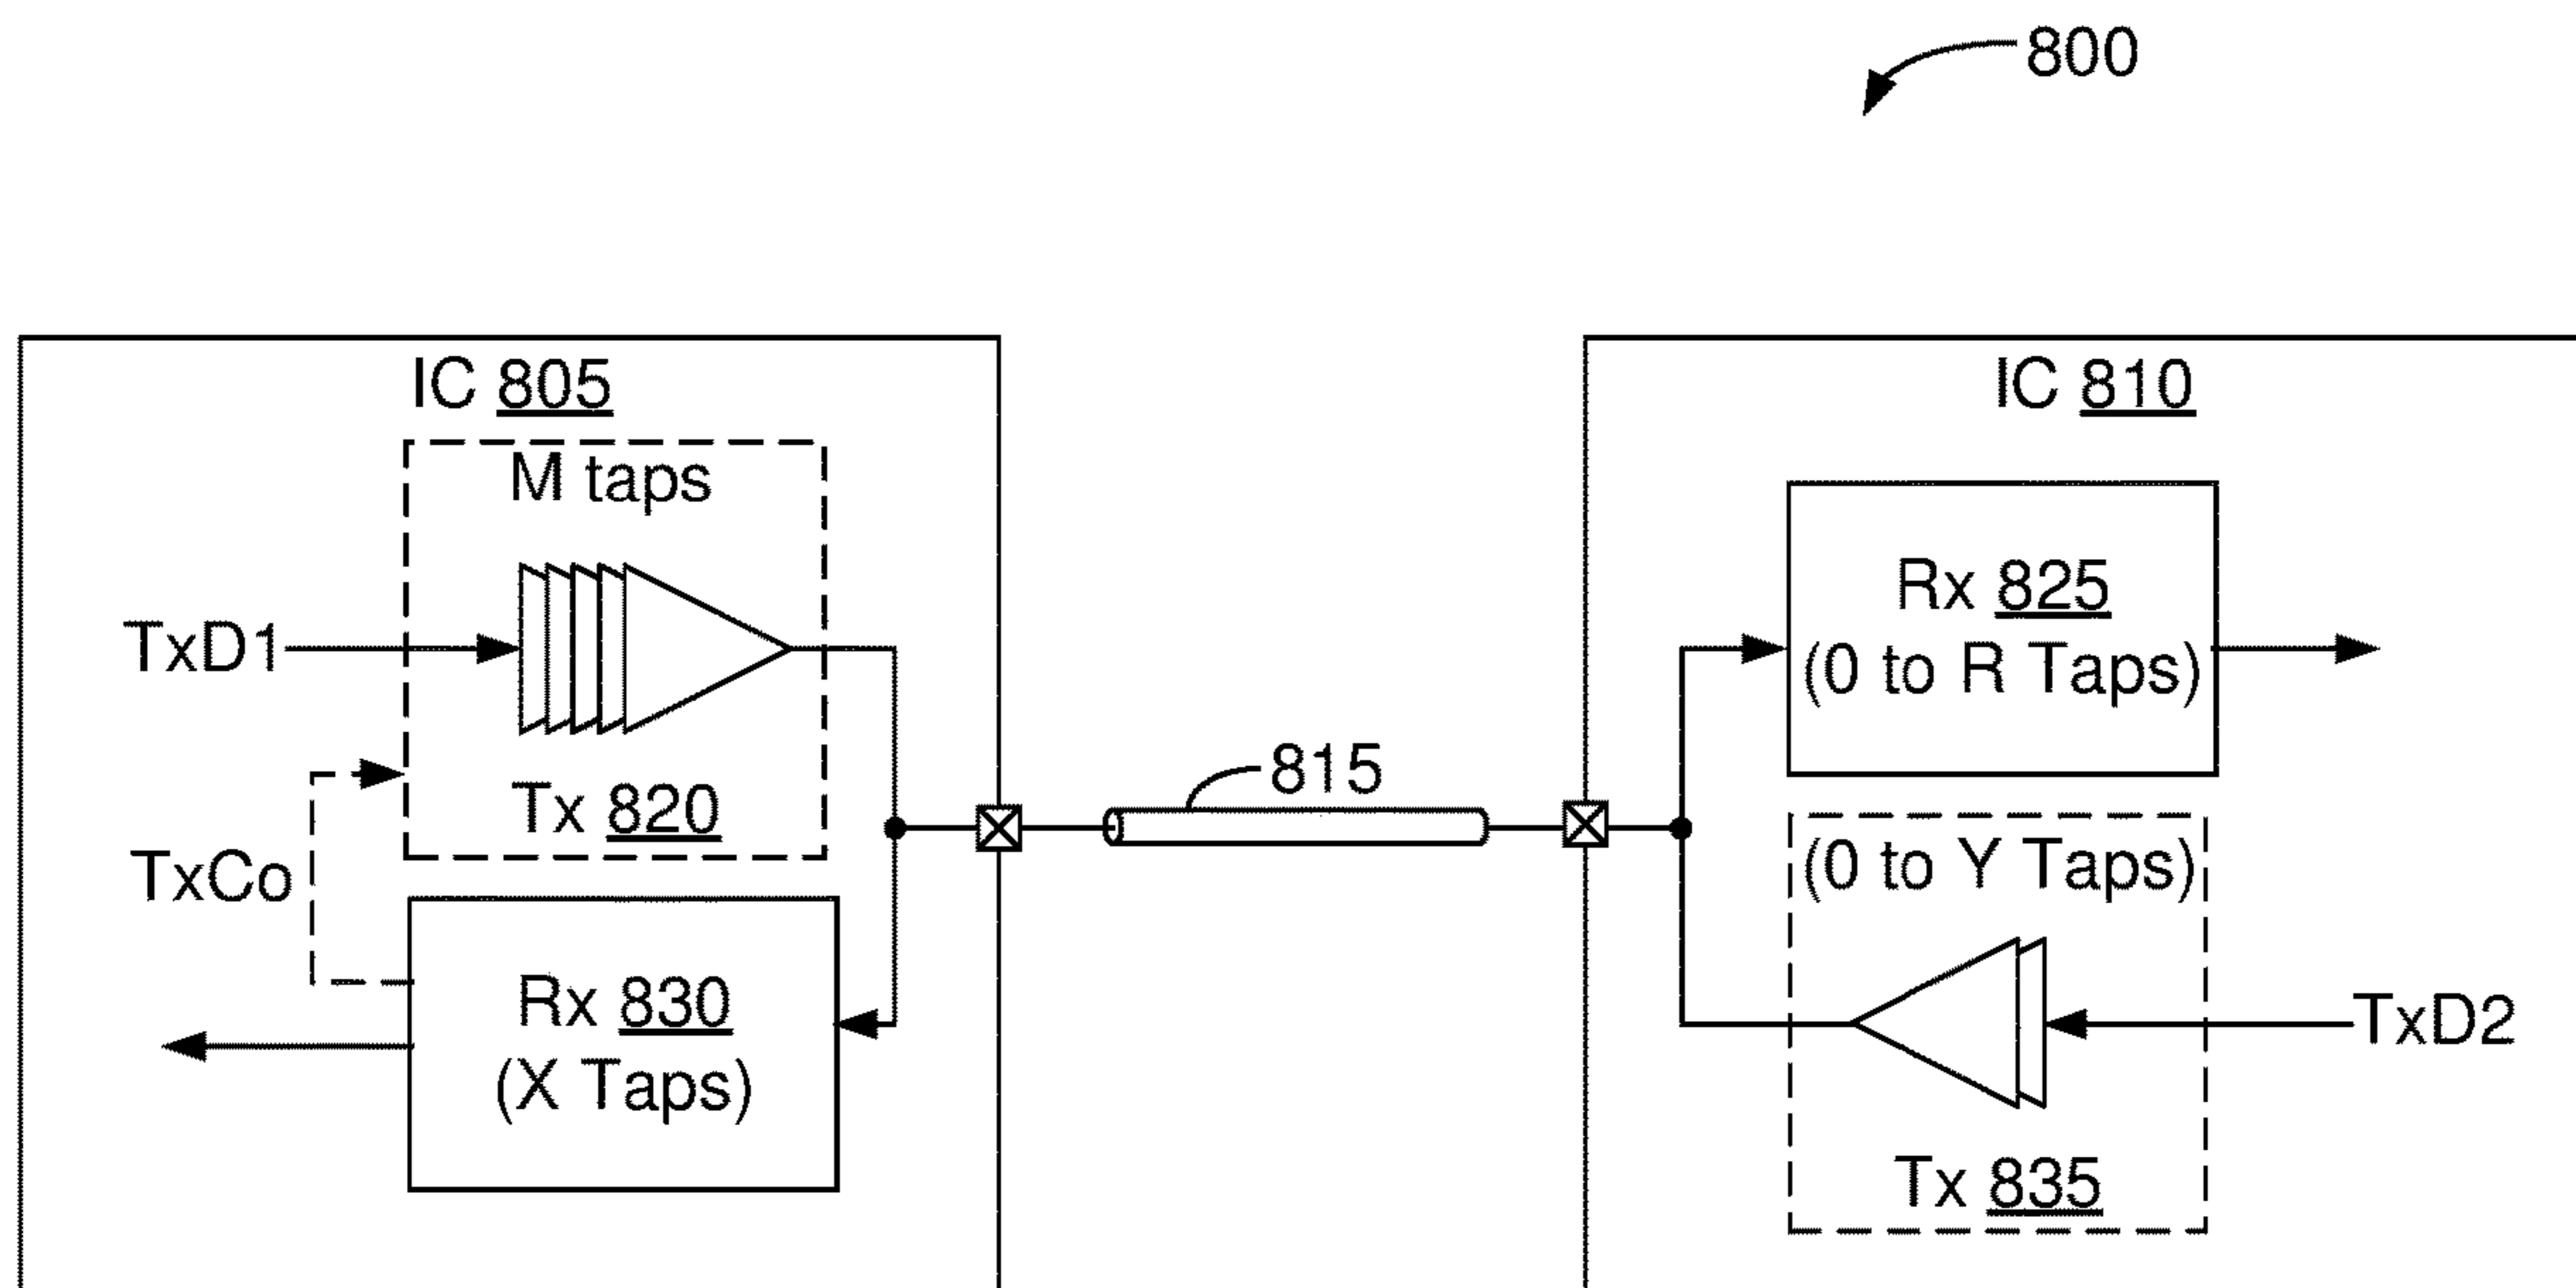 800
IC 805
IC 810
M taps
TxD1
Tx 820
Rx 825
(0 to R Taps)
815
TxCo
(0 to Y Taps)
Rx 830
(X Taps)
TxD2
Tx 835